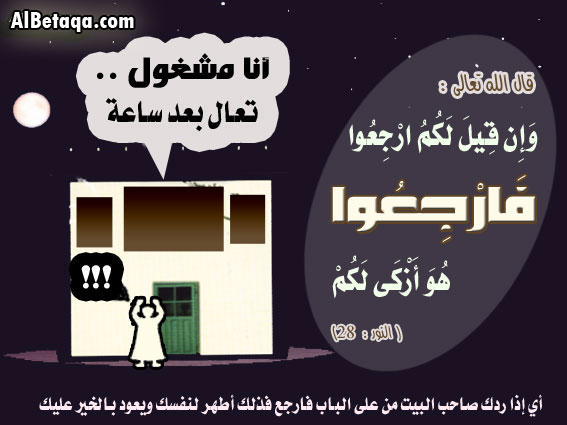 AlBetaqa.com
أنا مشغول ..
تعال بعد ساعة
!!!
قال الله تعالى :
وَإِن قِيلَ لَكُمُ ارْجِعُوا
فَارْجِعُوا
هُوَ أَزْكَى لَكُمْ
( النور : 28)
أي إذا ردك صاحب البيت من على الباب فارجع فذلك أطهر لنفسك ويعود بالخير عليك